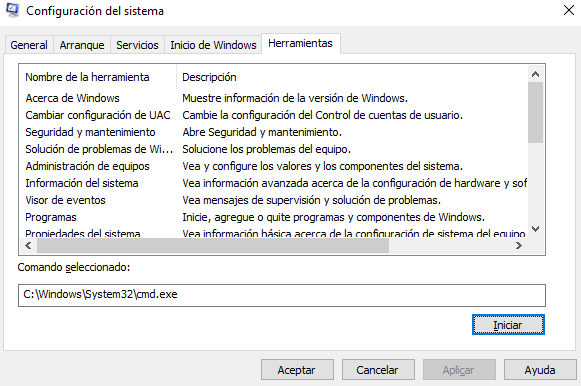 Configuración del sistema
General Arranque Servicios Inicio de Windows Herramientas
Nombre de la herramienta Descripción
Acerca de Windows Muestre información de la versión de Windows.
Cambiar configuración de UAC Cambie la configuración del Control de cuentas de usuario.
Seguridad y mantenimiento Abre Seguridad y mantenimiento.
Solución de problemas de Wi... Solucione los problemas del equipo.
Administración de equipos Vea y configure los valores y los componentes del sistema.
Información del sistema Vea información avanzada acerca de la configuración de hardware y sof
Visor de eventos Vea mensajes de supervisión y solución de problemas.
Programas Inicie, agregue o quite programas y componentes de Windows.
Propiedades del sistema Vea información básica acerca de la configuración de sistema del equipo
Comando seleccionado:
C:\Windows\System32\cmd.exe
Iniciar
Aceptar Cancelar Aplicar Ayuda